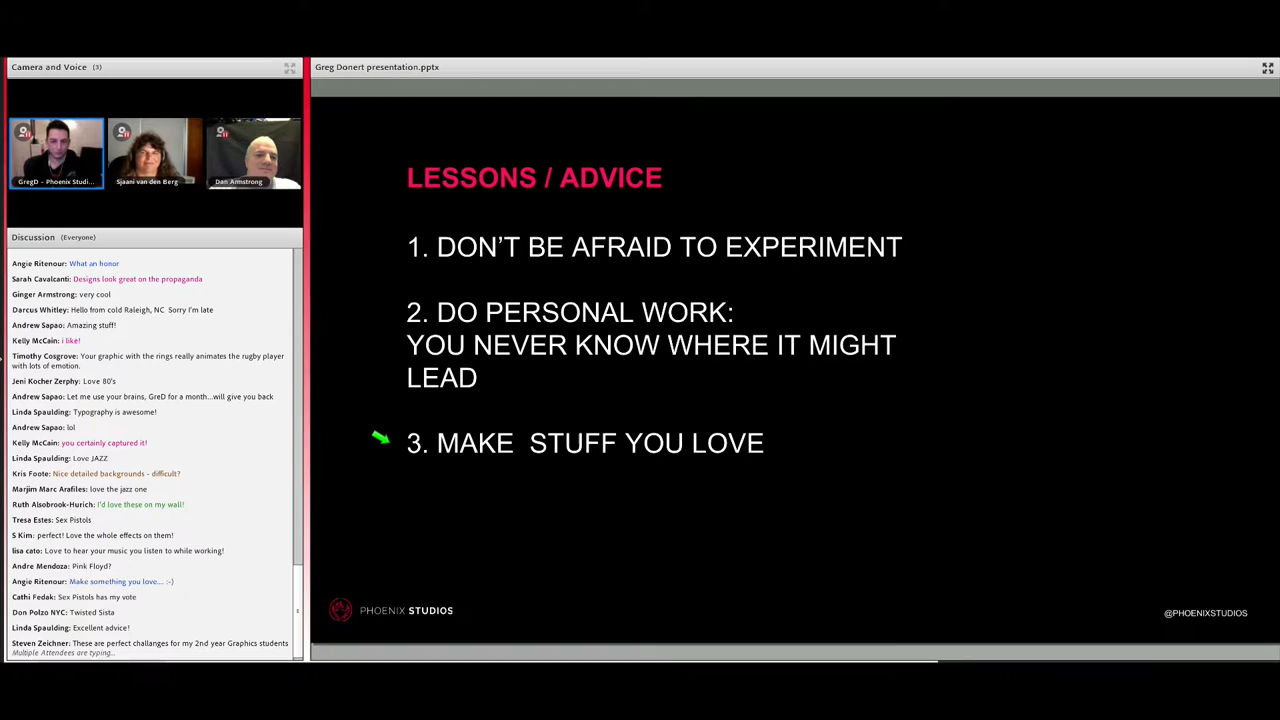 Camera and Voice (3)
GregD - Phoenix Studi...
Sjaani van den Berg
Dan Armstrong
Discussion (Everyone)
Angie Ritenour: What an honor
Sarah Cavalcanti: Designs look great on the propaganda
Ginger Armstrong: very cool
Darcus Whitley: Hello from cold Raleigh, NC  Sorry I'm late
Andrew Sapao: Amazing stuff!
Kelly McCain: i like!
Timothy Cosgrove: Your graphic with the rings really animates the rugby player
with lots of emotion.
Jeni Kocher Zerphy: Love 80's
Andrew Sapao: Let me use your brains, GreD for a month...will give you back
Linda Spaulding: Typography is awesome!
Andrew Sapao: lol
Kelly McCain: you certainly captured it!
Linda Spaulding: Love JAZZ
Kris Foote: Nice detailed backgrounds - difficult?
Marjim Marc Arafiles: love the jazz one
Ruth Alsobrook-Hurich: I'd love these on my wall!
Tresa Estes: Sex Pistols
S Kim: perfect! Love the whole effects on them!
lisa cato: Love to hear your music you listen to while working!
Andre Mendoza: Pink Floyd?
Angie Ritenour: Make something you love... :-)
Cathi Fedak: Sex Pistols has my vote
Don Polzo NYC: Twisted Sista
Linda Spaulding: Excellent advice!
Steven Zeichner: These are perfect challanges for my 2nd year Graphics students
Multiple Attendees are typing...
Greg Donert presentation.pptx
LESSONS / ADVICE
1. DON'T BE AFRAID TO EXPERIMENT
2. DO PERSONAL WORK:
YOU NEVER KNOW WHERE IT MIGHT
LEAD
3. MAKE  STUFF YOU LOVE
PHOENIX STUDIOS
@PHOENIXSTUDIOS